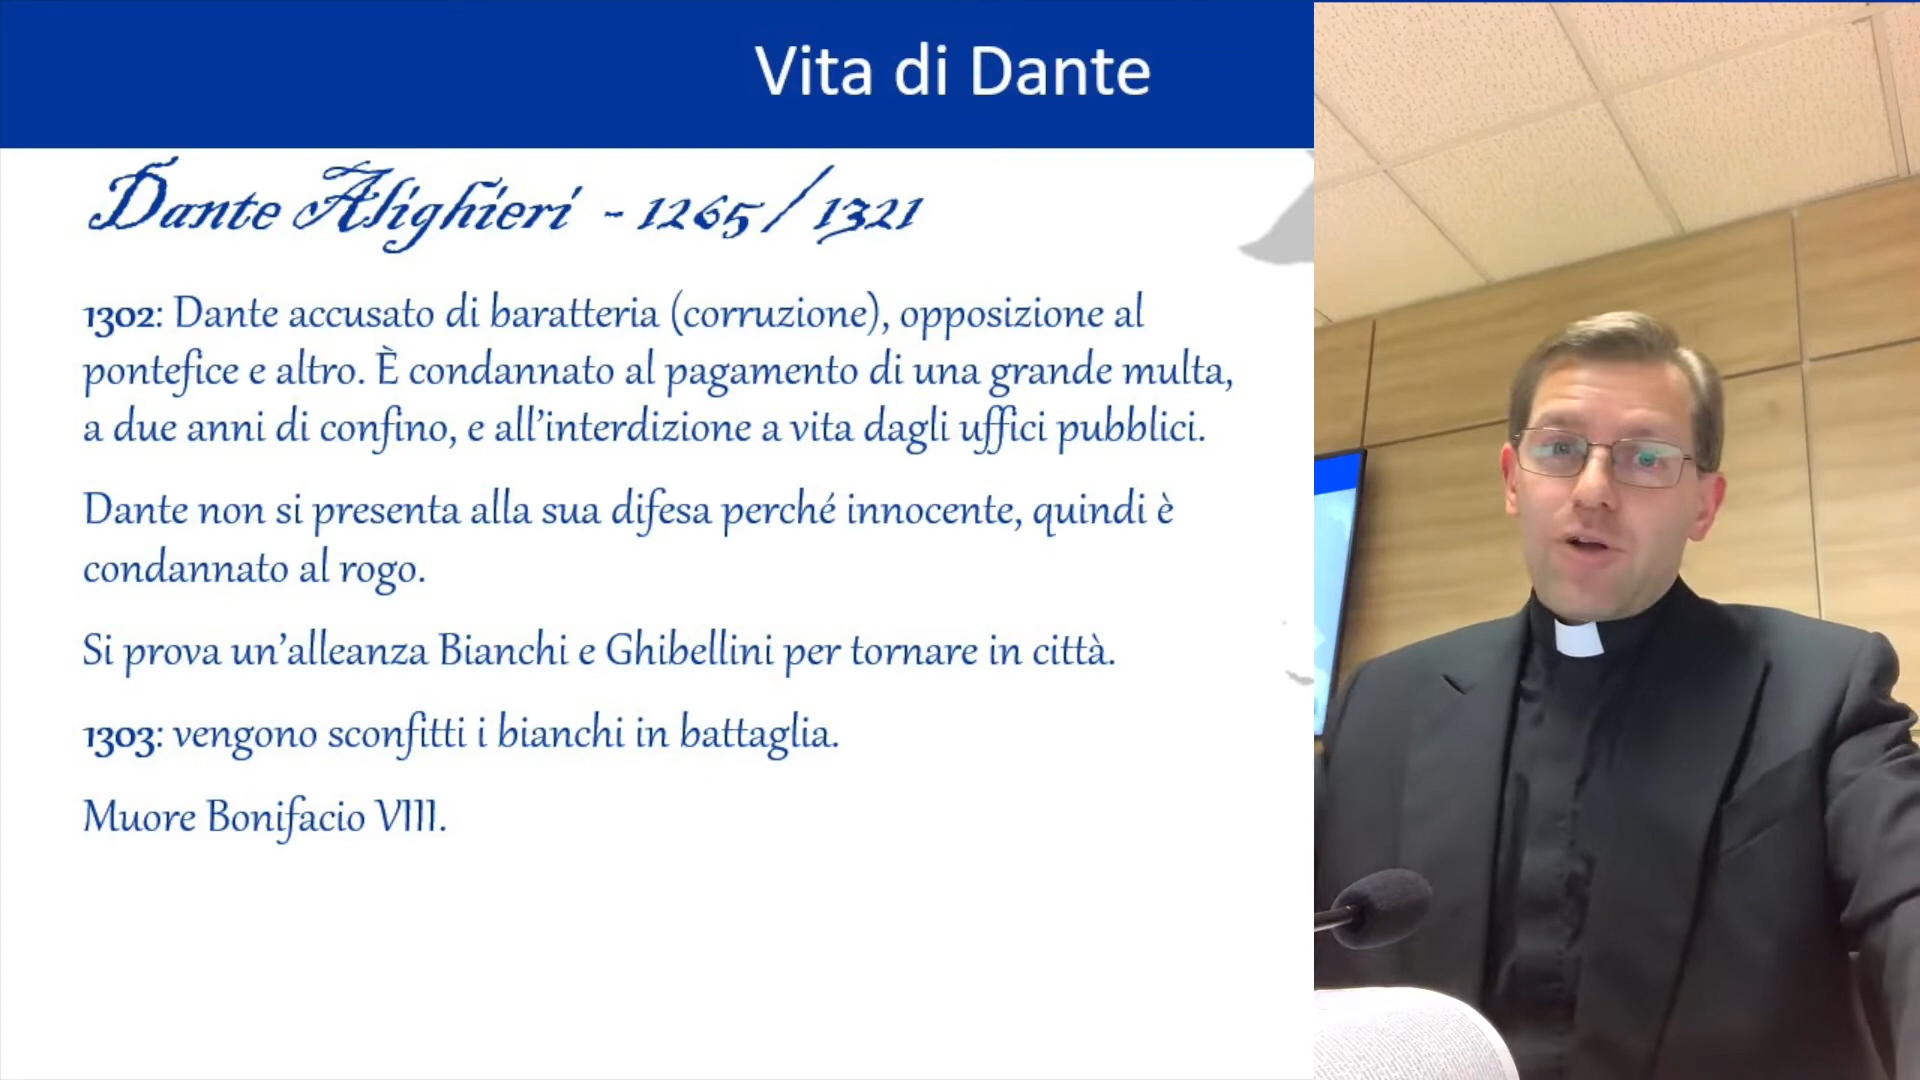 Vita di Dante
Dante Alighieri - 1265/1321
1302: Dante accusato di baratteria (corruzione), opposizione al
pontefice e altro. È condannato al pagamento di una grande multa,
a due anni di confino, e all’interdizione a vita dagli uffici pubblici.
Dante non si presenta alla sua difesa perché innocente, quindi è
condannato al rogo.
Si prova un’alleanza Bianchi e Ghibellini per tornare in città.
1303: vengono sconfitti i bianchi in battaglia.
Muore Bonifacio VIII.